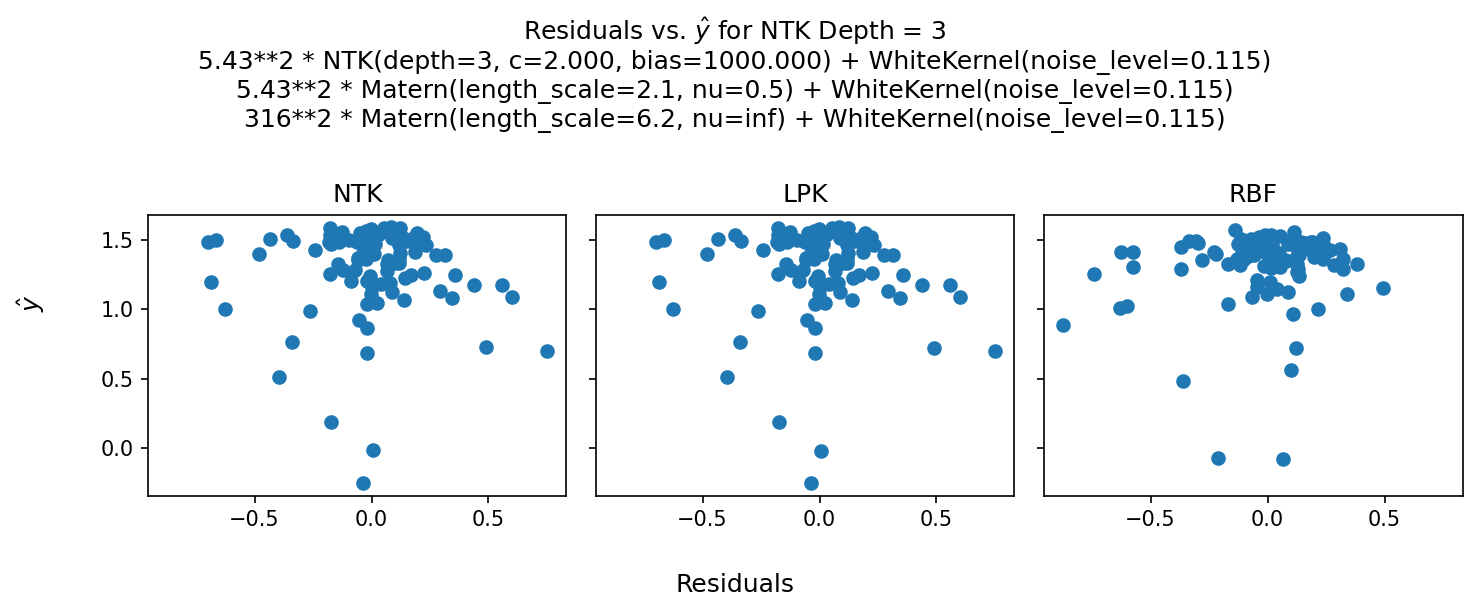 Residuals vs. ŷ for NTK Depth = 3
5.43**2 * NTK(depth=3, c=2.000, bias=1000.000) + WhiteKernel(noise_level=0.115)
5.43**2 * Matern(length_scale=2.1, nu=0.5) + WhiteKernel(noise_level=0.115)
316**2 * Matern(length_scale=6.2, nu=inf) + WhiteKernel(noise_level=0.115)
NTK LPK RBF
1.5
1.0
0.5
0.0
ŷ
−0.5 0.0 0.5 −0.5 0.0 0.5 −0.5 0.0 0.5
Residuals